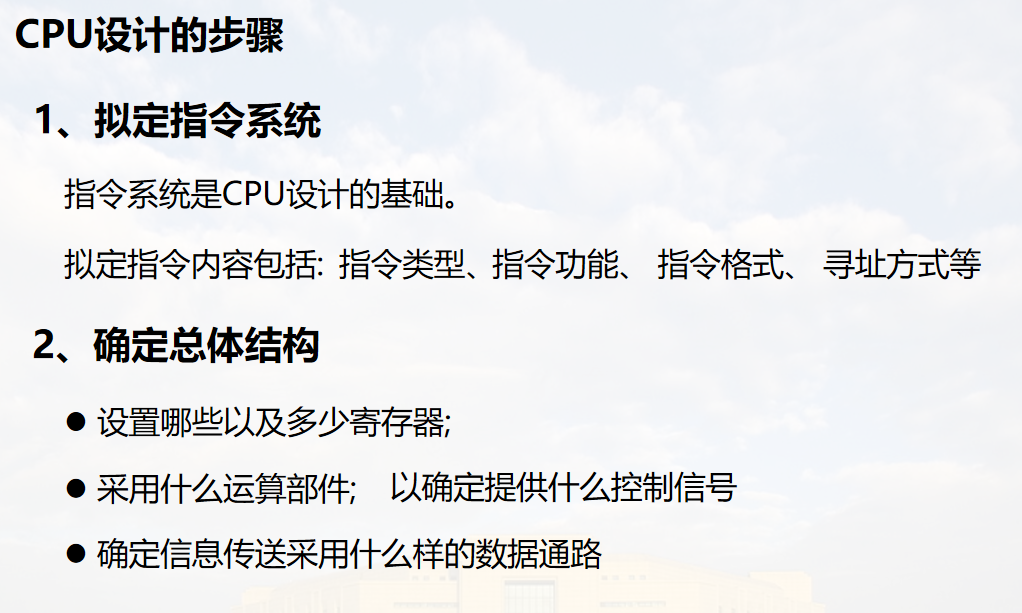 CPU设计的步骤
1、拟定指令系统
指令系统是CPU设计的基础。
拟定指令内容包括: 指令类型、指令功能、 指令格式、 寻址方式等
2、确定总体结构
● 设置哪些以及多少寄存器;
● 采用什么运算部件; 以确定提供什么控制信号
● 确定信息传送采用什么样的数据通路